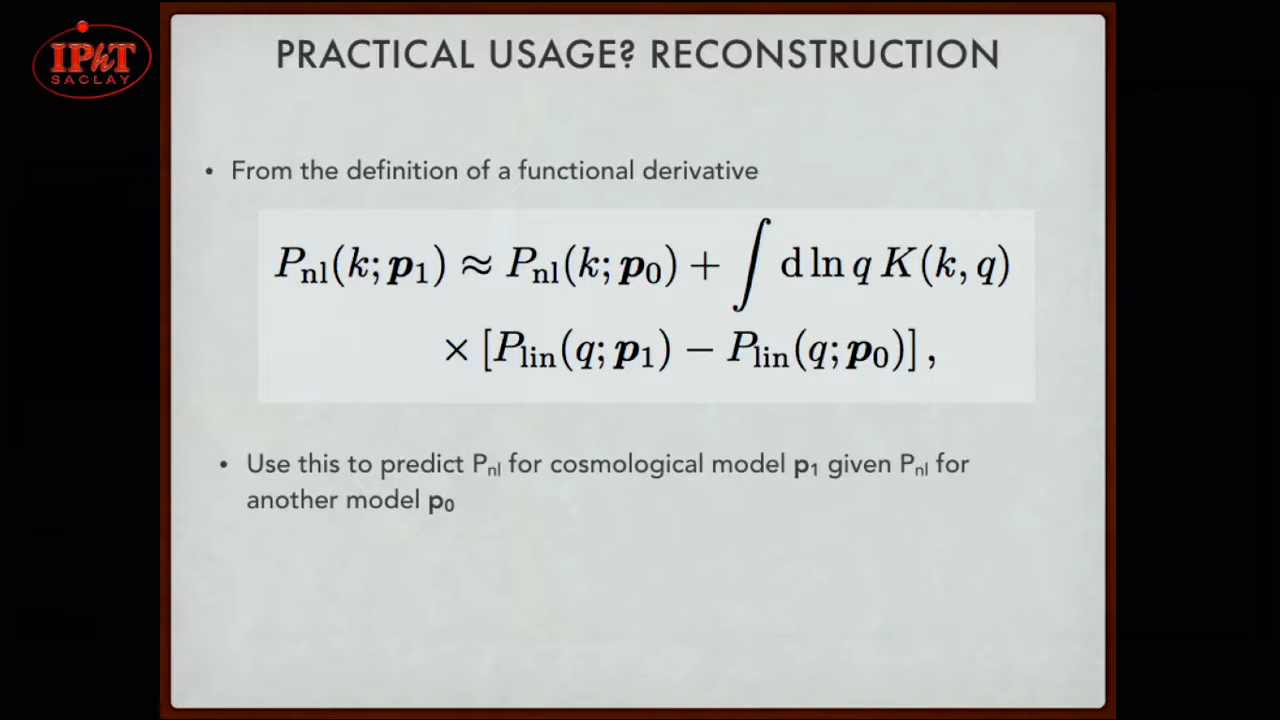 IPhT
SACLAY
PRACTICAL USAGE? RECONSTRUCTION
• From the definition of a functional derivative
P_nl(k; p_1) ≈ P_nl(k; p_0) + ∫ d ln q K(k, q)
× [P_lin(q; p_1) − P_lin(q; p_0)] ,
• Use this to predict P_nl for cosmological model p_1 given P_nl for
another model p_0